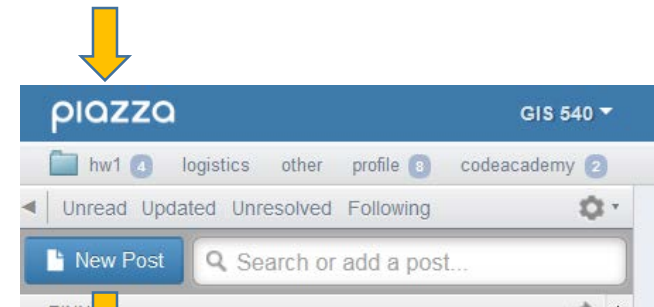 piazza GIS 540
hw1 4 logistics other profile 8 codeacademy 2
Unread Updated Unresolved Following
New Post Search or add a post...